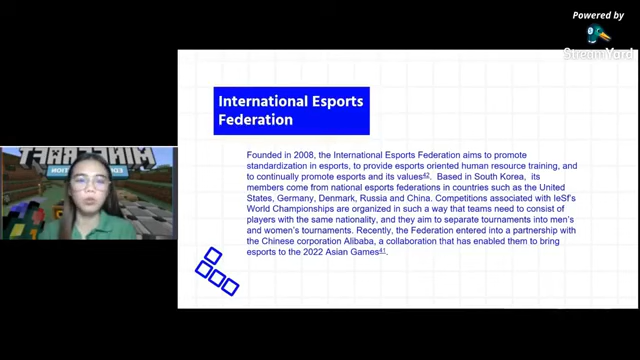 Powered by
StreamYard
International Esports
Federation
Founded in 2008, the International Esports Federation aims to promote
standardization in esports, to provide esports oriented human resource training, and
to continually promote esports and its values42. Based in South Korea, its
members come from national esports federations in countries such as the United
States, Germany, Denmark, Russia and China. Competitions associated with IeSf's
World Championships are organized in such a way that teams need to consist of
players with the same nationality, and they aim to separate tournaments into men's
and women's tournaments. Recently, the Federation entered into a partnership with
the Chinese corporation Alibaba, a collaboration that has enabled them to bring
esports to the 2022 Asian Games41.
MINECRAFT